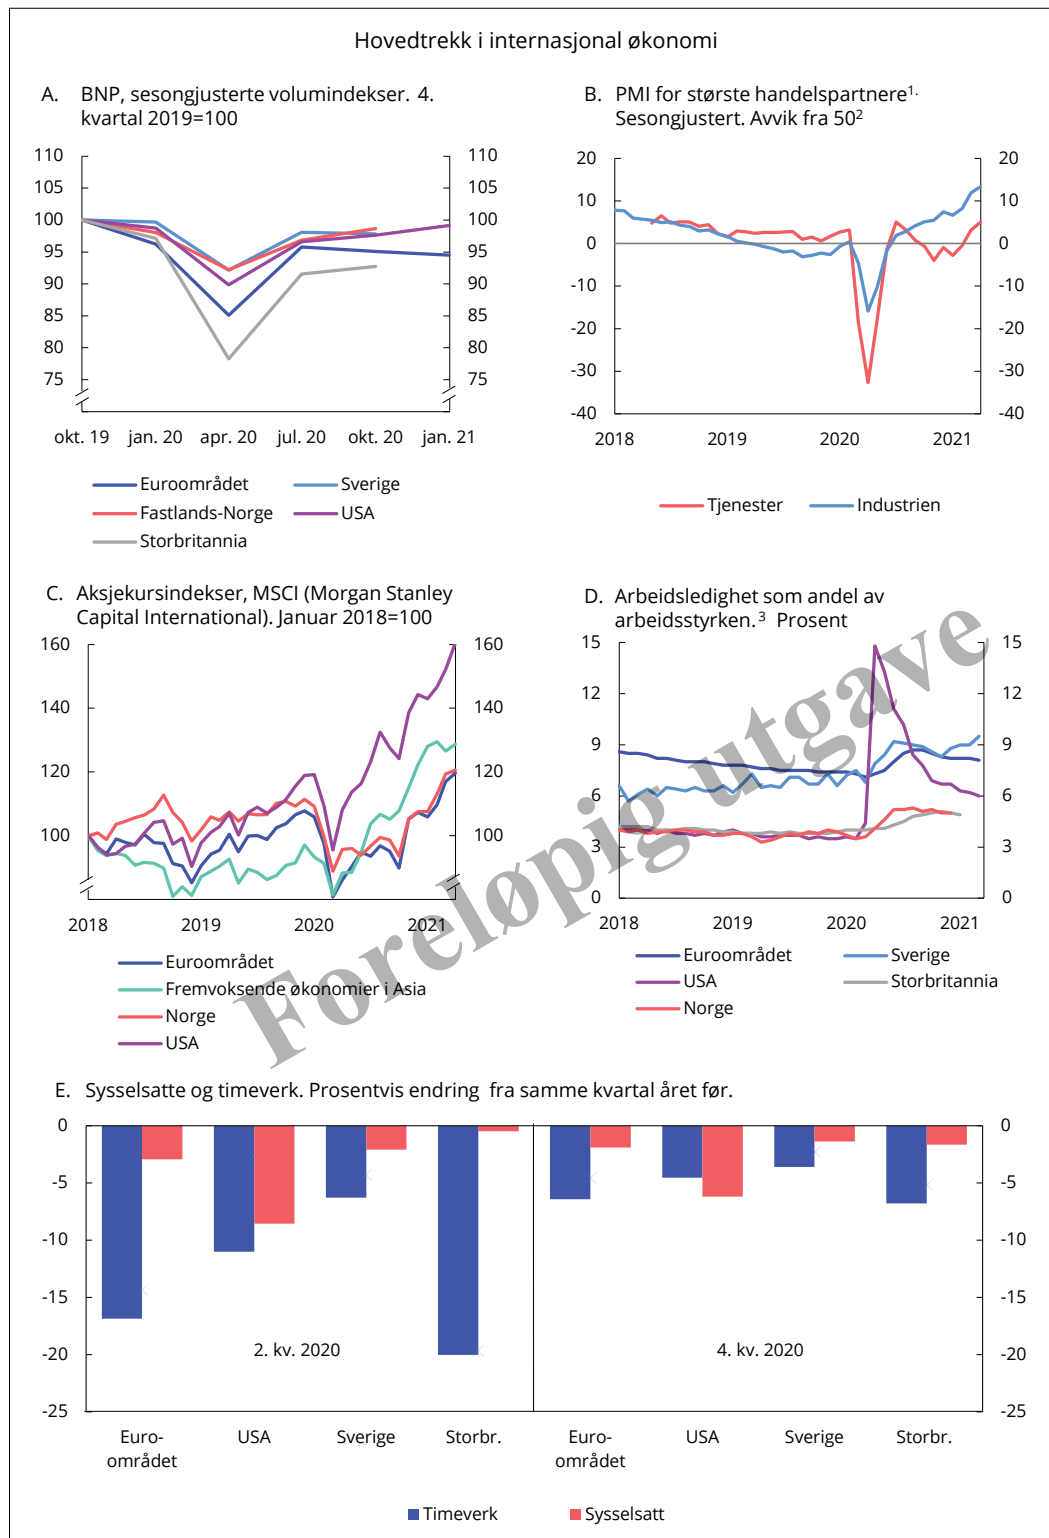 Hovedtrekk i internasjonal økonomi
A. BNP, sesongjusterte volumindekser. 4.
kvartal 2019=100
110 110
105 105
100 100
95 95
90 90
85 85
80 80
75 75
okt. 19 jan. 20 apr. 20 jul. 20 okt. 20 jan. 21
Euroområdet Sverige
Fastlands-Norge USA
Storbritannia
B. PMI for største handelspartnere¹·
Sesongjustert. Avvik fra 50²
20 20
10 10
0 0
-10 -10
-20 -20
-30 -30
-40 -40
2018 2019 2020 2021
Tjenester Industrien
C. Aksjekursindekser, MSCI (Morgan Stanley
Capital International). Januar 2018=100
160 160
140 140
120 120
100 100
2018 2019 2020 2021
Euroområdet
Fremvoksende økonomier i Asia
Norge
USA
D. Arbeidsledighet som andel av
arbeidsstyrken.³ Prosent
15 15
12 12
9 9
6 6
3 3
0 0
2018 2019 2020 2021
Euroområdet Sverige
USA Storbritannia
Norge
Foreløpig utgave
E. Sysselsatte og timeverk. Prosentvis endring fra samme kvartal året før.
0 0
-5 -5
-10 -10
-15 -15
-20 -20
-25 -25
2. kv. 2020 4. kv. 2020
Euro- USA Sverige Storbr. Euro- USA Sverige Storbr.
området området
Timeverk Sysselsatt